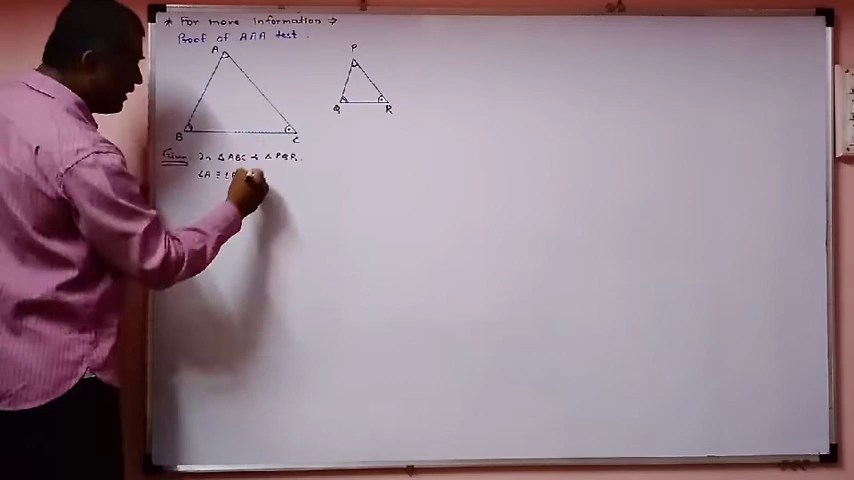 * For more information →
Proof of AAA test.
A
P
Q
R
B
C
Given In △ABC & △PQR.
∠A ≅ ∠P